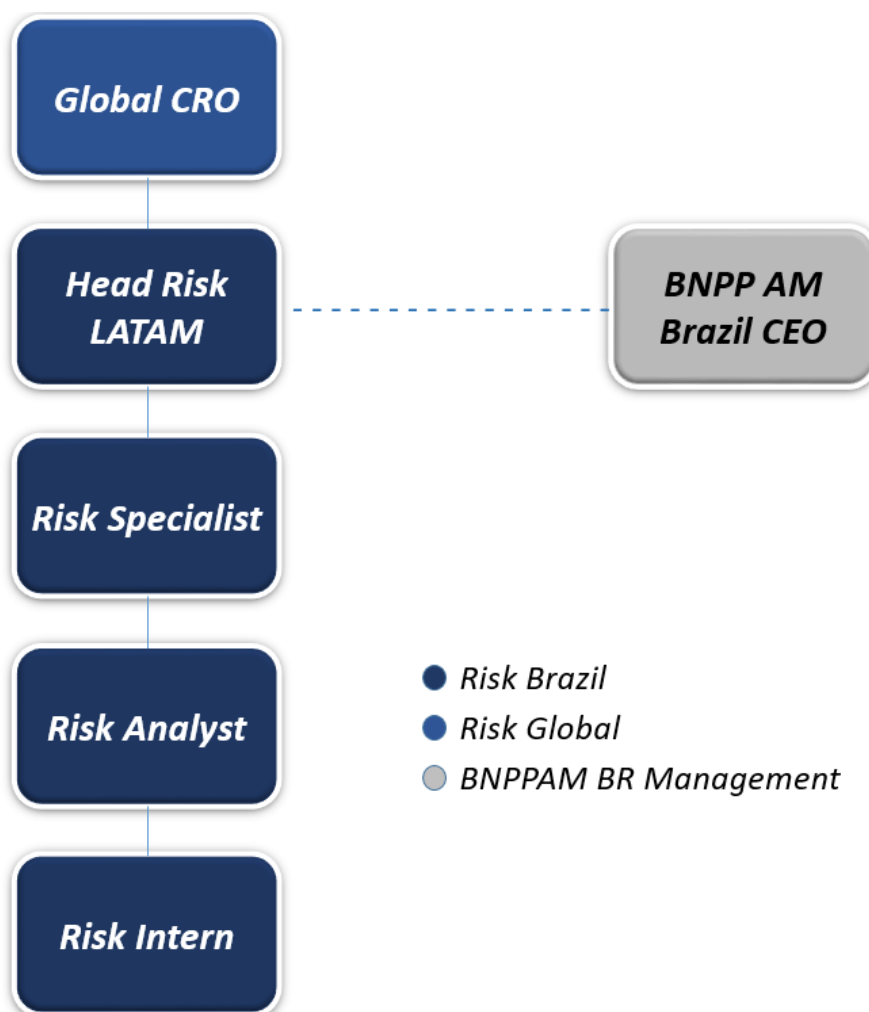 Global CRO
Head Risk
LATAM
BNPP AM
Brazil CEO
Risk Specialist
Risk Analyst
Risk Brazil
Risk Global
BNPPAM BR Management
Risk Intern